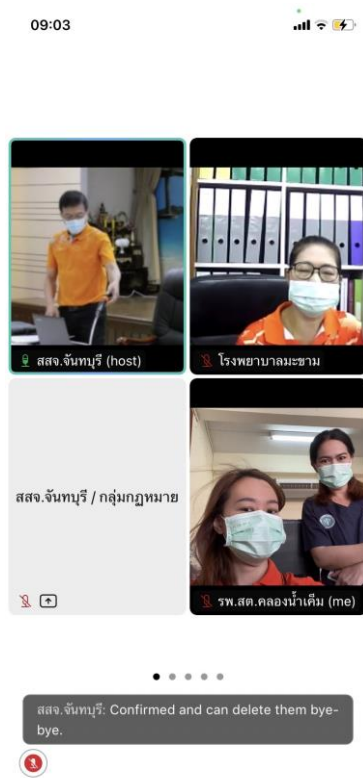 09:03
สสจ.จันทบุรี (host)
โรงพยาบาลมะขาม
สสจ.จันทบุรี / กลุ่มกฎหมาย
รพ.สต.คลองน้ำเค็ม (me)
สสจ.จันทบุรี: Confirmed and can delete them bye-
bye.